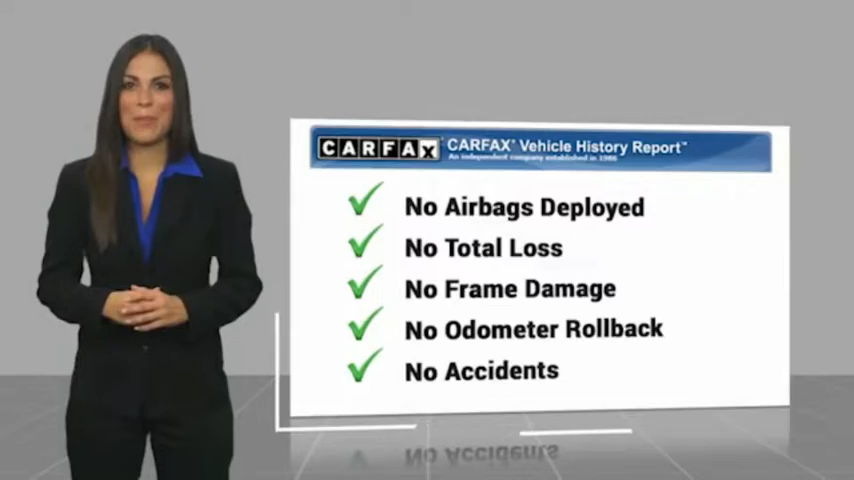 CARFAX CARFAX® Vehicle History Report™
An independent company established in 1986
No Airbags Deployed
No Total Loss
No Frame Damage
No Odometer Rollback
No Accidents
No Accidents